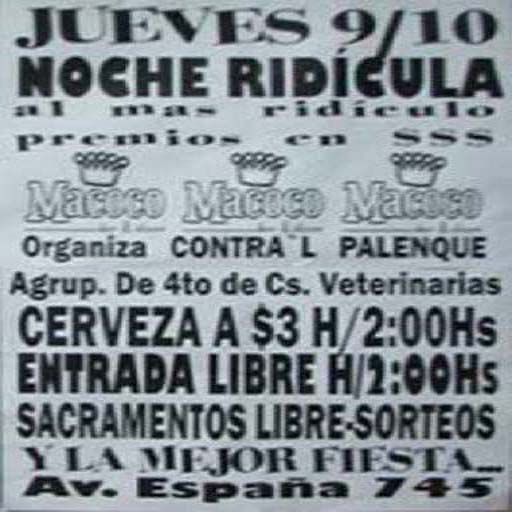 JUEVES 9/10
NOCHE RIDÍCULA
al mas ridiculo
premios en $$$
Macoco Macoco Macoco
Organiza CONTRA`L PALENQUE
Agrup. De 4to de Cs. Veterinarias
CERVEZA A $3 H/2:00Hs
ENTRADA LIBRE H/2:00Hs
SACRAMENTOS LIBRE-SORTEOS
Y LA MEJOR FIESTA...
Av. España 745